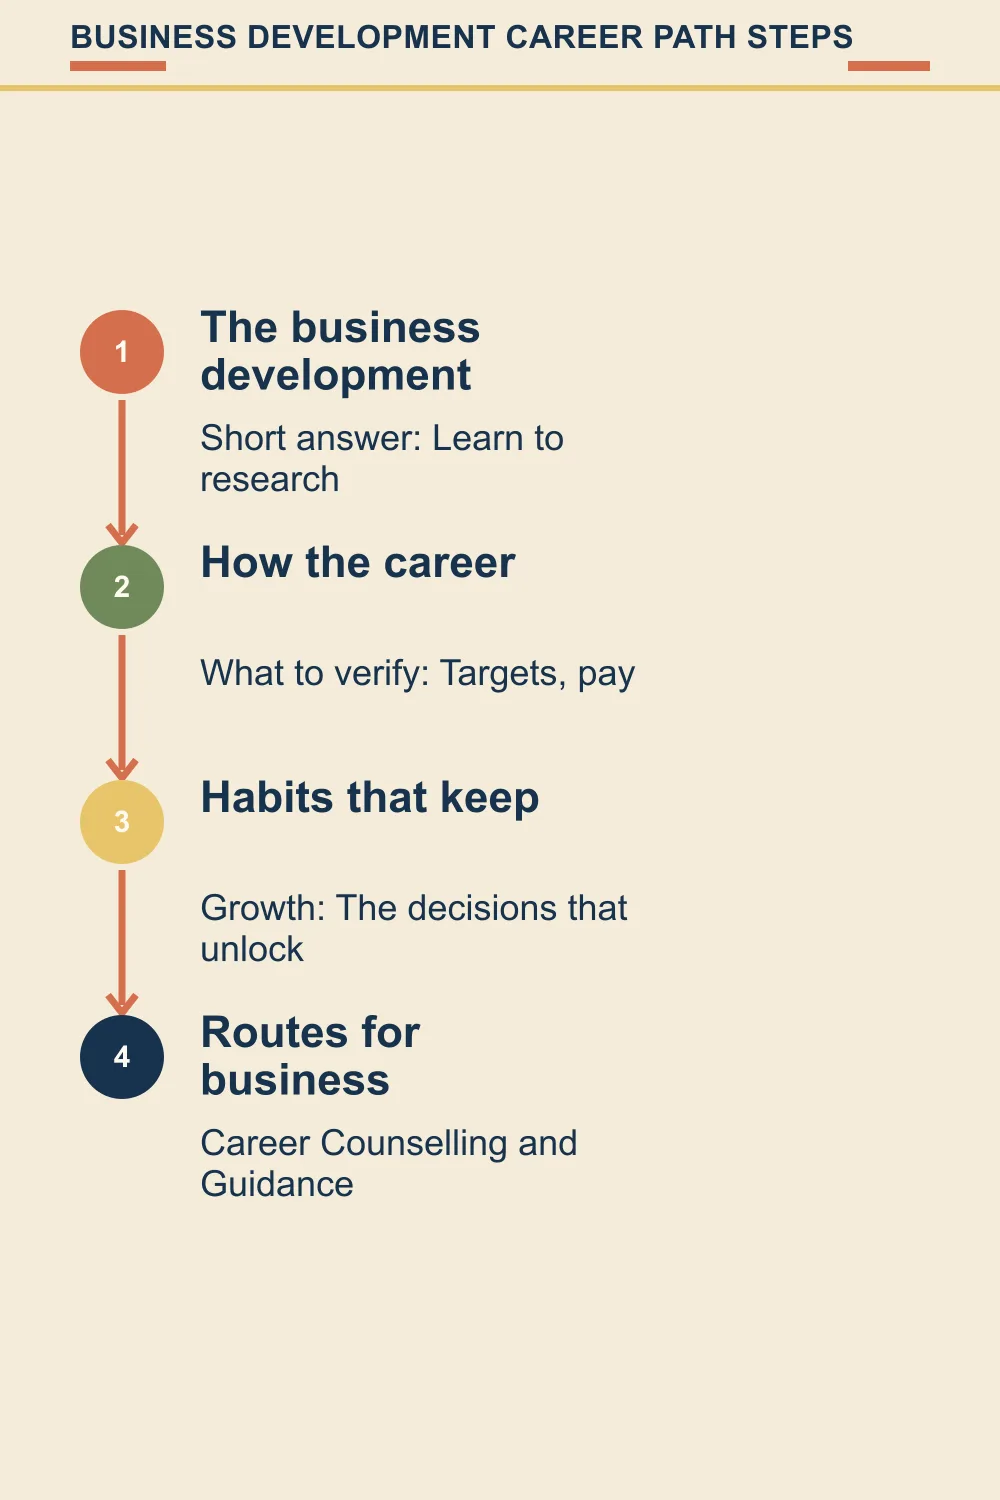 BUSINESS DEVELOPMENT CAREER PATH STEPS
1
The business
development
Short answer: Learn to
research
2
How the career
What to verify: Targets, pay
3
Habits that keep
Growth: The decisions that
unlock
4
Routes for
business
Career Counselling and
Guidance